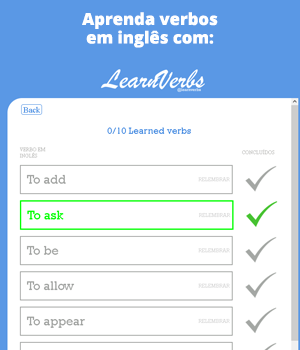 Aprenda verbos
em inglês com:
LearnVerbs
Back
0/10 Learned verbs
VERBO EM
INGLÊS
CONCLUÍDOS
To add
RELEMBRAR
To ask
RELEMBRAR
To be
RELEMBRAR
To allow
RELEMBRAR
To appear
RELEMBRAR